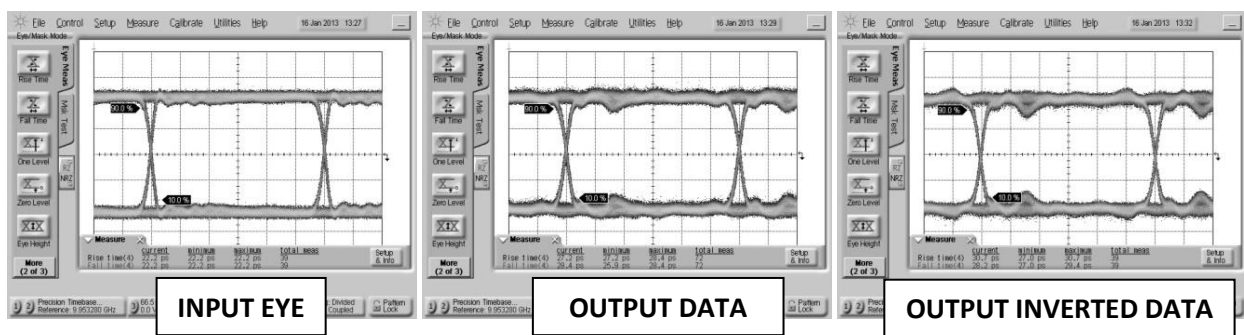 File Control Setup Measure Calibrate Utilities Help 16 Jan 2013 13:27
Eye/Mask Mode
Eye Meas
Msk Test
RZ
NRZ
Rise Time
Fall Time
One Level
Zero Level
Eye Height
More
(2 of 3)
90.0 %
10.0 %
Measure
current minimum maximum total meas
Rise time(4) 22.2 ps 22.2 ps 22.2 ps 39
Fall time(4) 22.2 ps 22.2 ps 22.2 ps 39
Setup
& Info
Precision Timebase...
Reference: 9.953280 GHz
INPUT EYE
File Control Setup Measure Calibrate Utilities Help 16 Jan 2013 13:29
Eye/Mask Mode
Eye Meas
Msk Test
RZ
NRZ
Rise Time
Fall Time
One Level
Zero Level
Eye Height
More
(2 of 3)
90.0 %
10.0 %
Measure
current minimum maximum total meas
Rise time(4) 27.2 ps 27.2 ps 28.4 ps 72
Fall time(4) 28.4 ps 25.9 ps 28.4 ps 72
Setup
& Info
Precision Timebase...
Reference: 9.953280 GHz
: Divided
Coupled
Pattern
Lock
OUTPUT DATA
File Control Setup Measure Calibrate Utilities Help 16 Jan 2013 13:32
Eye/Mask Mode
Eye Meas
Msk Test
RZ
NRZ
Rise Time
Fall Time
One Level
Zero Level
Eye Height
More
(2 of 3)
90.0 %
10.0 %
Measure
current minimum maximum total meas
Rise time(4) 30.7 ps 27.0 ps 30.7 ps 39
Fall time(4) 28.2 ps 27.0 ps 29.4 ps 39
Setup
& Info
OUTPUT INVERTED DATA